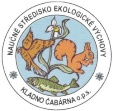 NAUČNÉ STŘEDISKO EKOLOGICKÉ VÝCHOVY
KLADNO ČABÁRNA o.p.s.